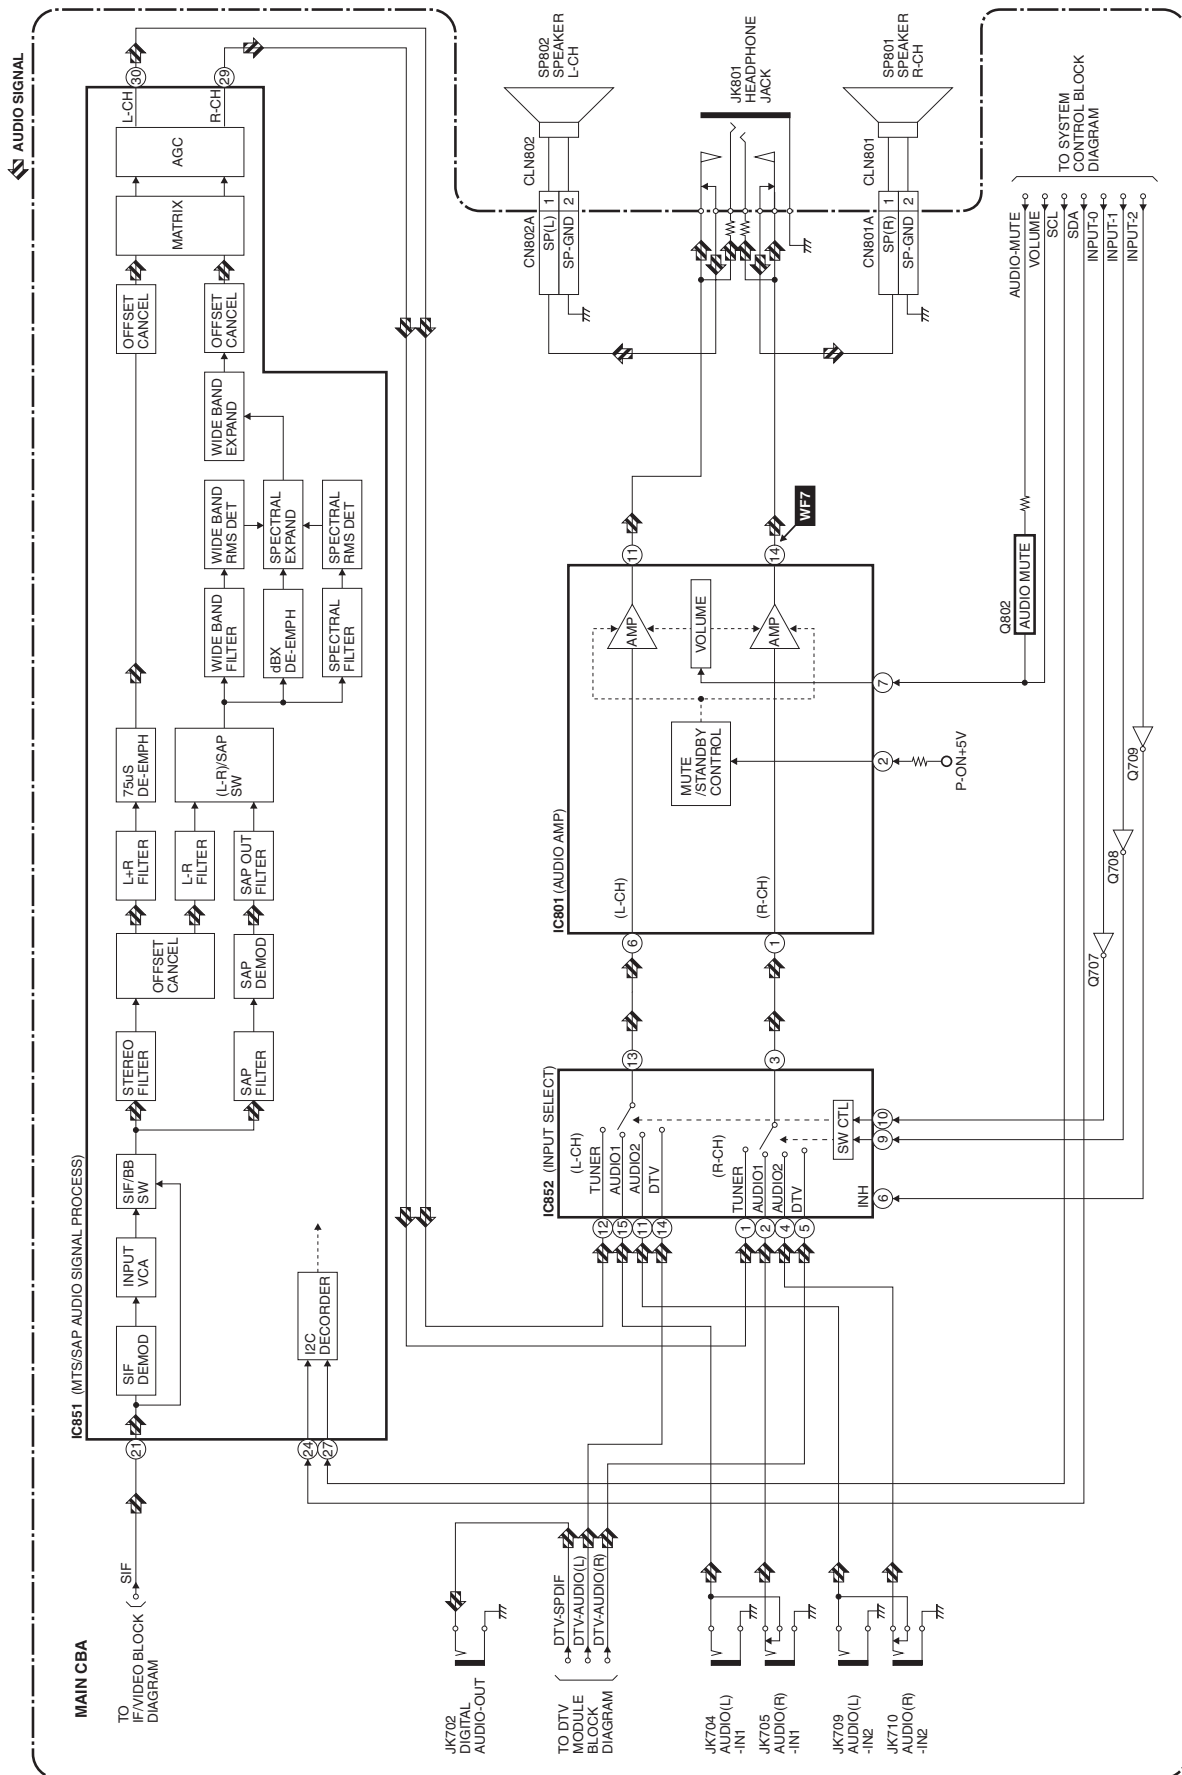 AUDIO SIGNAL
MAIN CBA
TO
IF/VIDEO BLOCK
DIAGRAM
SIF
21
IC851 (MTS/SAP AUDIO SIGNAL PROCESS)
SIF
DEMOD
INPUT
VCA
SIF/BB
SW
STEREO
FILTER
SAP
FILTER
OFFSET
CANCEL
SAP
DEMOD
L+R
FILTER
L-R
FILTER
SAP OUT
FILTER
75uS
DE-EMPH
(L-R)/SAP
SW
WIDE BAND
FILTER
dBX
DE-EMPH
SPECTRAL
FILTER
WIDE BAND
RMS DET
SPECTRAL
EXPAND
SPECTRAL
RMS DET
WIDE BAND
EXPAND
OFFSET
CANCEL
OFFSET
CANCEL
MATRIX
AGC
L-CH
30
R-CH
29
I2C
DECORDER
24
27
JK702
DIGITAL
AUDIO-OUT
TO DTV
MODULE
BLOCK
DIAGRAM
DTV-SPDIF
DTV-AUDIO(L)
DTV-AUDIO(R)
JK704
AUDIO(L)
-IN1
JK705
AUDIO(R)
-IN1
JK709
AUDIO(L)
-IN2
JK710
AUDIO(R)
-IN2
IC852 (INPUT SELECT)
(L-CH)
12
TUNER
15
AUDIO1
11
AUDIO2
14
DTV
(R-CH)
1
TUNER
2
AUDIO1
4
AUDIO2
5
DTV
SW CTL
INH
6
9
10
13
3
IC801 (AUDIO AMP)
6
(L-CH)
1
(R-CH)
AMP
AMP
VOLUME
MUTE
/STANDBY
CONTROL
2
7
11
14
WF7
P-ON+5V
Q802
AUDIO MUTE
Q707
Q708
Q709
CN802A
SP(L)
1
SP-GND
2
CLN802
SP802
SPEAKER
L-CH
JK801
HEADPHONE
JACK
CN801A
SP(R)
1
SP-GND
2
CLN801
SP801
SPEAKER
R-CH
AUDIO-MUTE
VOLUME
SCL
SDA
INPUT-0
INPUT-1
INPUT-2
TO SYSTEM
CONTROL BLOCK
DIAGRAM